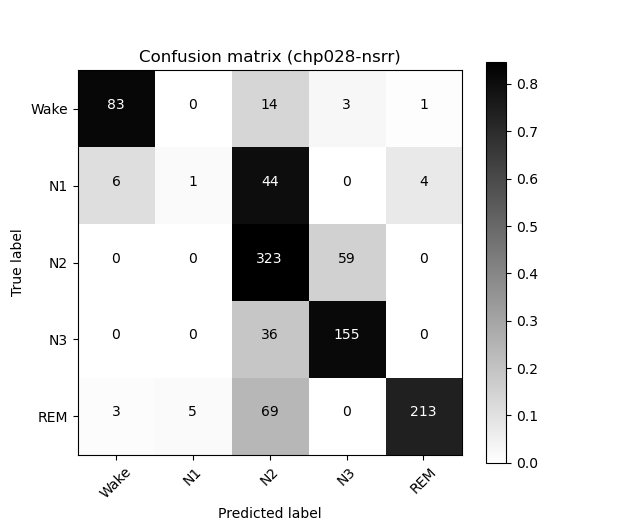 Confusion matrix (chp028-nsrr)
Wake 83 0 14 3 1
N1 6 1 44 0 4
N2 0 0 323 59 0
N3 0 0 36 155 0
REM 3 5 69 0 213
Wake N1 N2 N3 REM
True label
Predicted label
0.8
0.7
0.6
0.5
0.4
0.3
0.2
0.1
0.0